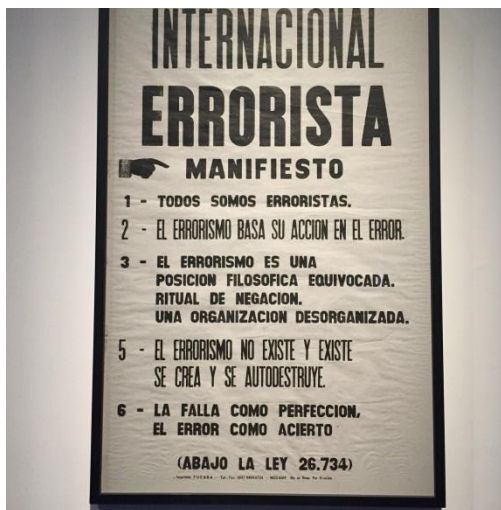 INTERNACIONAL
ERRORISTA
MANIFIESTO
1 - TODOS SOMOS ERRORISTAS.
2 - EL ERRORISMO BASA SU ACCION EN EL ERROR.
3 - EL ERRORISMO ES UNA
POSICION FILOSOFICA EQUIVOCADA.
RITUAL DE NEGACION.
UNA ORGANIZACION DESORGANIZADA.
5 - EL ERRORISMO NO EXISTE Y EXISTE
SE CREA Y SE AUTODESTRUYE.
6 - LA FALLA COMO PERFECCION,
EL ERROR COMO ACIERTO
(ABAJO LA LEY 26.734)